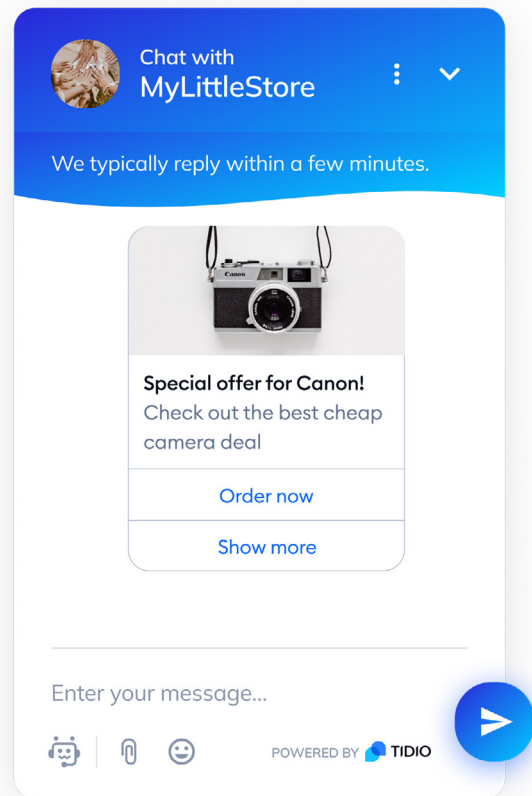 Chat with
MyLittleStore
We typically reply within a few minutes.
Canon
Special offer for Canon!
Check out the best cheap
camera deal
Order now
Show more
Enter your message...
POWERED BY TIDIO